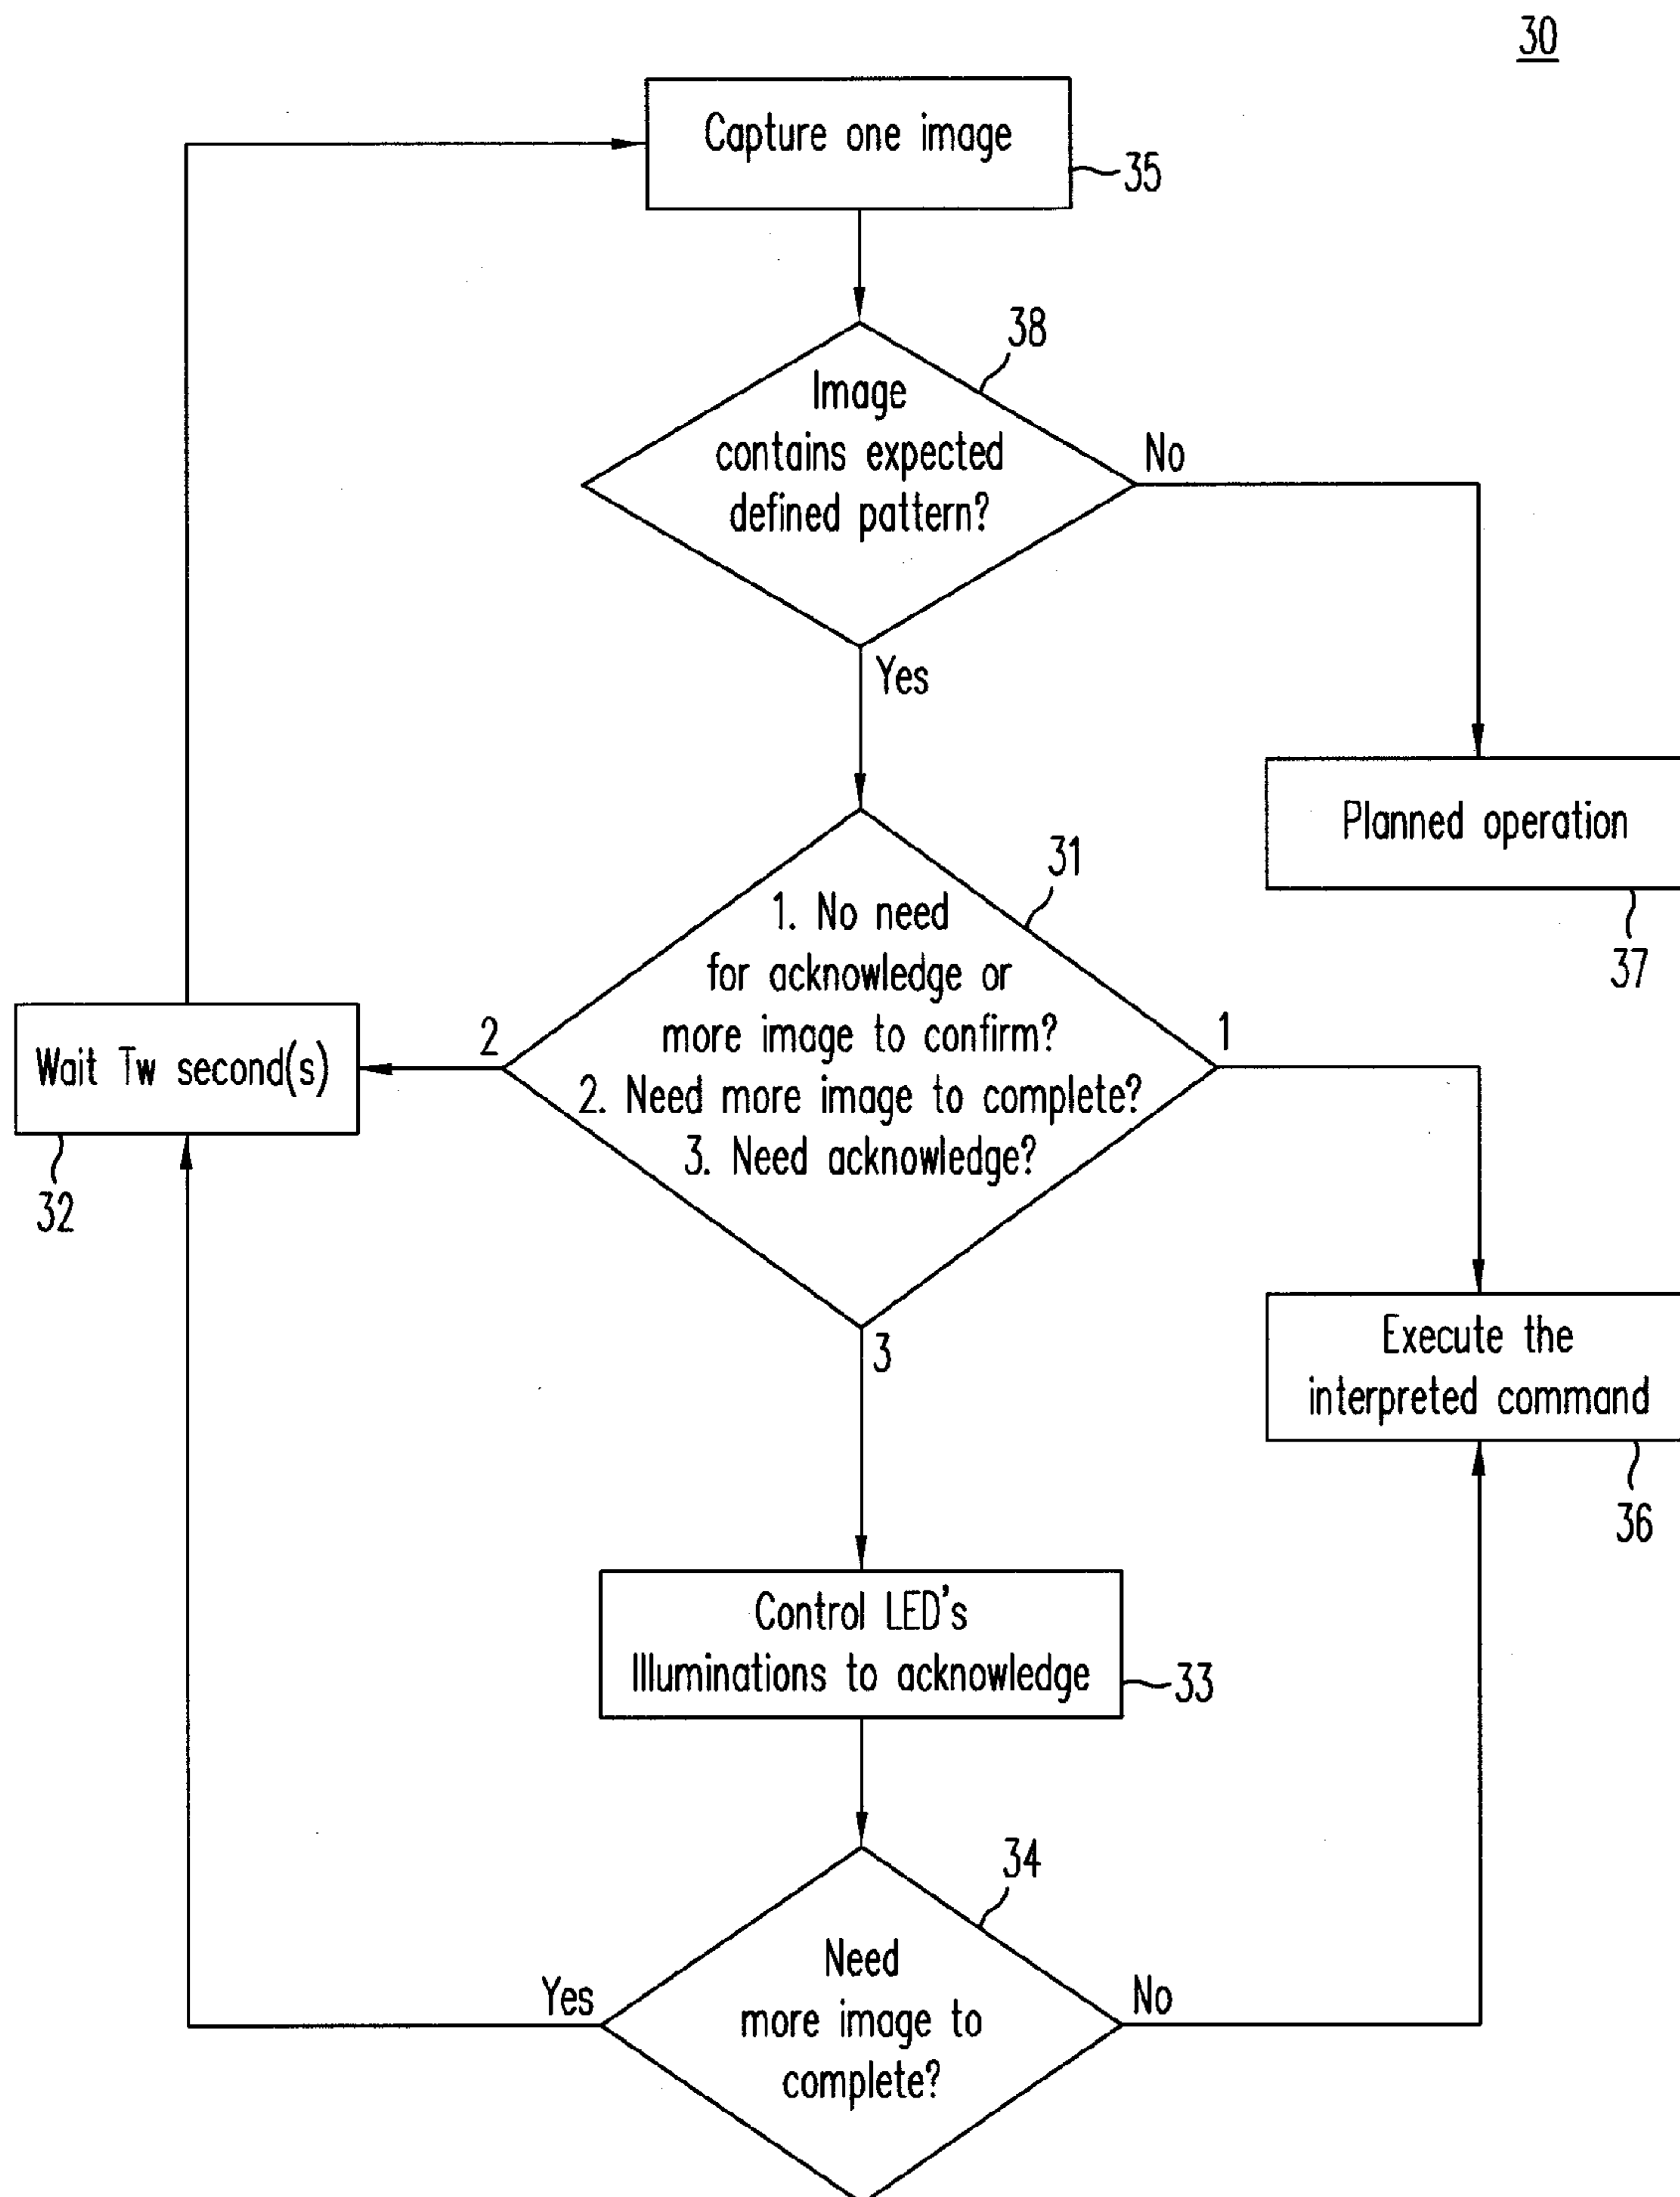 30
Capture one image
35
38
Image
contains expected
defined pattern?
No
Yes
Planned operation
37
31
1. No need
for acknowledge or
more image to confirm?
2. Need more image to complete?
3. Need acknowledge?
2
1
3
Wait Tw second(s)
32
Execute the
interpreted command
36
Control LED's
Illuminations to acknowledge
33
34
Need
more image to
complete?
Yes
No